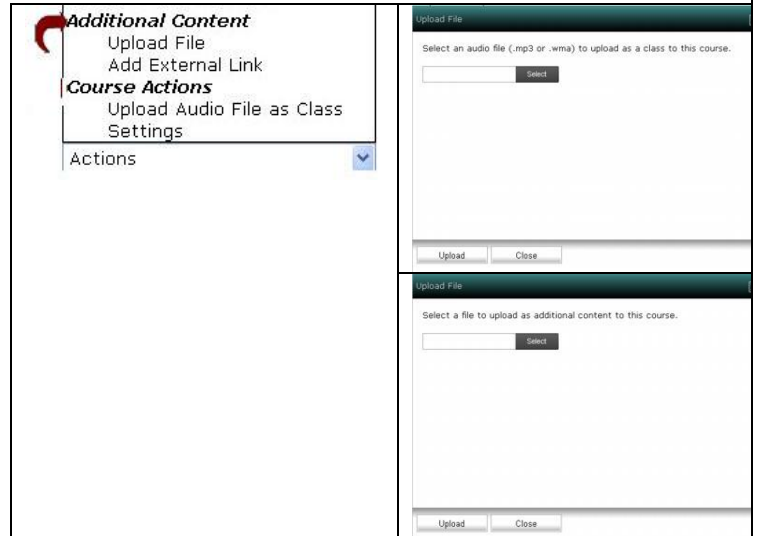 Additional Content
Upload File
Add External Link
Course Actions
Upload Audio File as Class
Settings
Actions
Upload File
Select an audio file (.mp3 or .wma) to upload as a class to this course.
Select
Upload Close
Upload File
Select a file to upload as additional content to this course.
Select
Upload Close